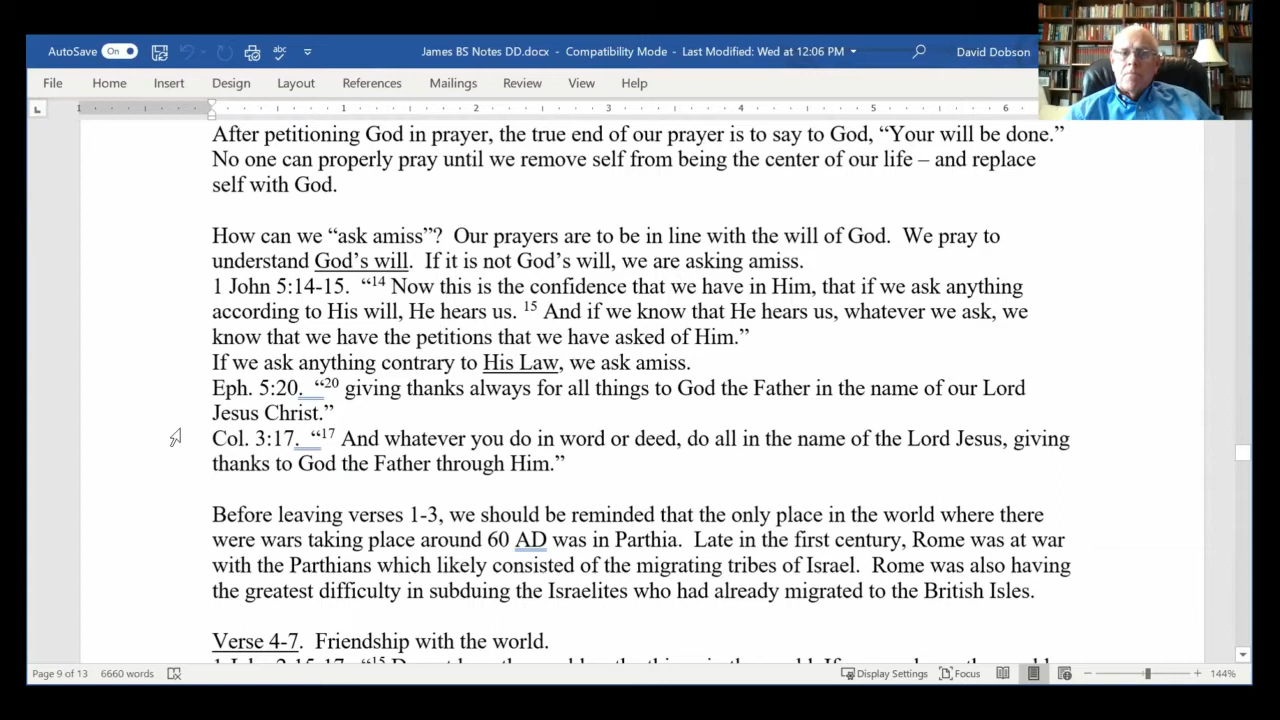 AutoSave On James BS Notes DD.docx - Compatibility Mode - Last Modified: Wed at 12:06 PM David Dobson
File Home Insert Design Layout References Mailings Review View Help
1 1 2 3 4 5 6
After petitioning God in prayer, the true end of our prayer is to say to God, “Your will be done.”
No one can properly pray until we remove self from being the center of our life – and replace
self with God.
How can we “ask amiss”?  Our prayers are to be in line with the will of God.  We pray to
understand God’s will.  If it is not God’s will, we are asking amiss.
1 John 5:14-15.  “14 Now this is the confidence that we have in Him, that if we ask anything
according to His will, He hears us. 15 And if we know that He hears us, whatever we ask, we
know that we have the petitions that we have asked of Him.”
If we ask anything contrary to His Law, we ask amiss.
Eph. 5:20.  “20 giving thanks always for all things to God the Father in the name of our Lord
Jesus Christ.”
Col. 3:17.  “17 And whatever you do in word or deed, do all in the name of the Lord Jesus, giving
thanks to God the Father through Him.”
Before leaving verses 1-3, we should be reminded that the only place in the world where there
were wars taking place around 60 AD was in Parthia.  Late in the first century, Rome was at war
with the Parthians which likely consisted of the migrating tribes of Israel.  Rome was also having
the greatest difficulty in subduing the Israelites who had already migrated to the British Isles.
Verse 4-7.  Friendship with the world.
Page 9 of 13 6660 words Display Settings Focus 144%